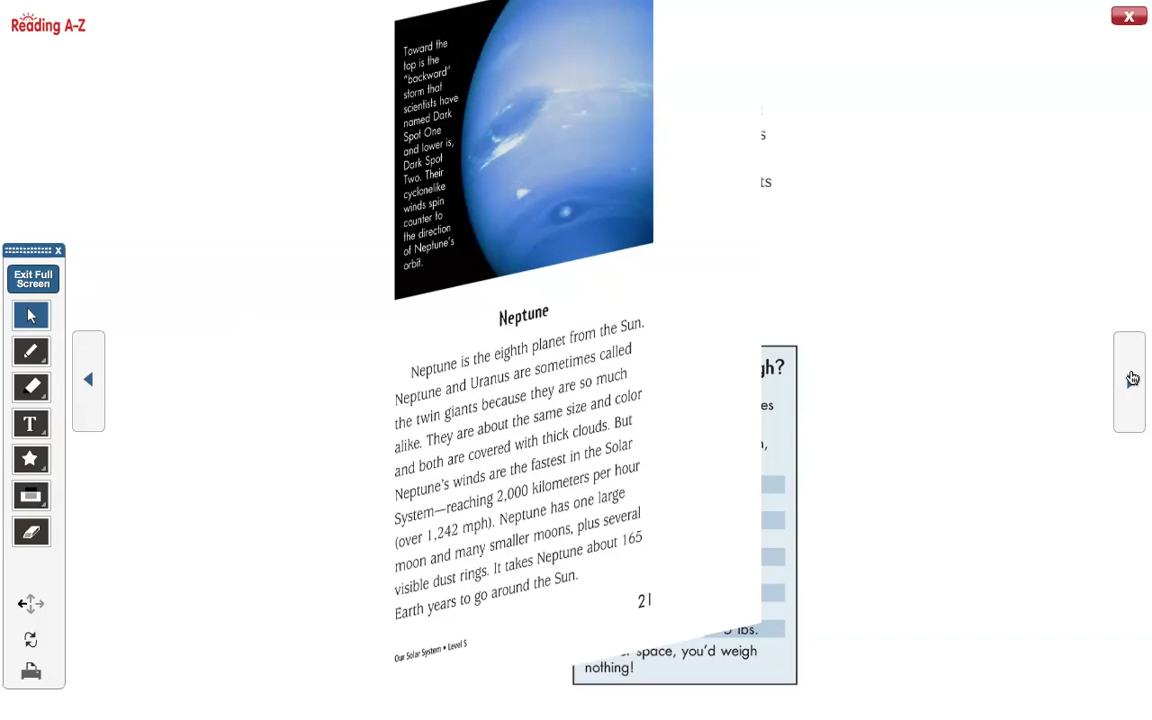 Reading A-Z
X
Toward the
top is the
"backward"
storm that
scientists have
named Dark
Spot One
and lower is,
Dark Spot
Two. Their
cyclonelike
winds spin
counter to
the direction
of Neptune's
orbit.
Neptune
Neptune is the eighth planet from the Sun.
Neptune and Uranus are sometimes called
the twin giants because they are so much
alike. They are about the same size and color
and both are covered with thick clouds. But
Neptune's winds are the fastest in the Solar
System—reaching 2,000 kilometers per hour
(over 1,242 mph). Neptune has one large
moon and many smaller moons, plus several
visible dust rings. It takes Neptune about 165
Earth years to go around the Sun.
21
Our Solar System • Level S
s
ts
gh?
es
lbs.
space, you'd weigh
nothing!
x
Exit Full
Screen
T